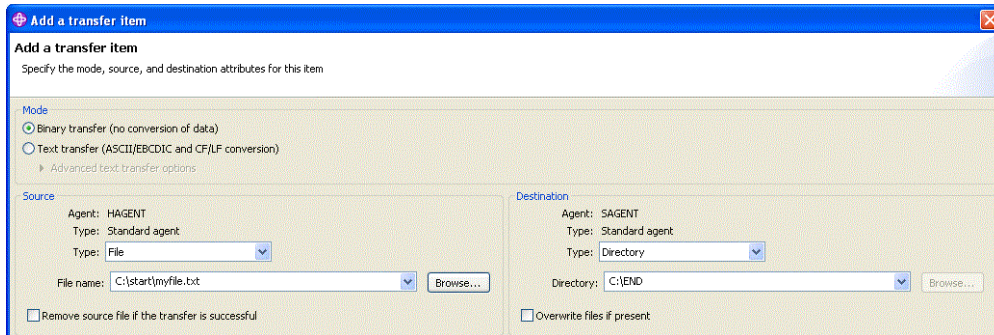 Add a transfer item
Add a transfer item
Specify the mode, source, and destination attributes for this item
Mode
Binary transfer (no conversion of data)
Text transfer (ASCII/EBCDIC and CF/LF conversion)
Advanced text transfer options
Source
Agent: HAGENT
Type: Standard agent
Type: File
File name: C:\start\myfile.txt Browse...
Remove source file if the transfer is successful
Destination
Agent: SAGENT
Type: Standard agent
Type: Directory
Directory: C:\END Browse...
Overwrite files if present